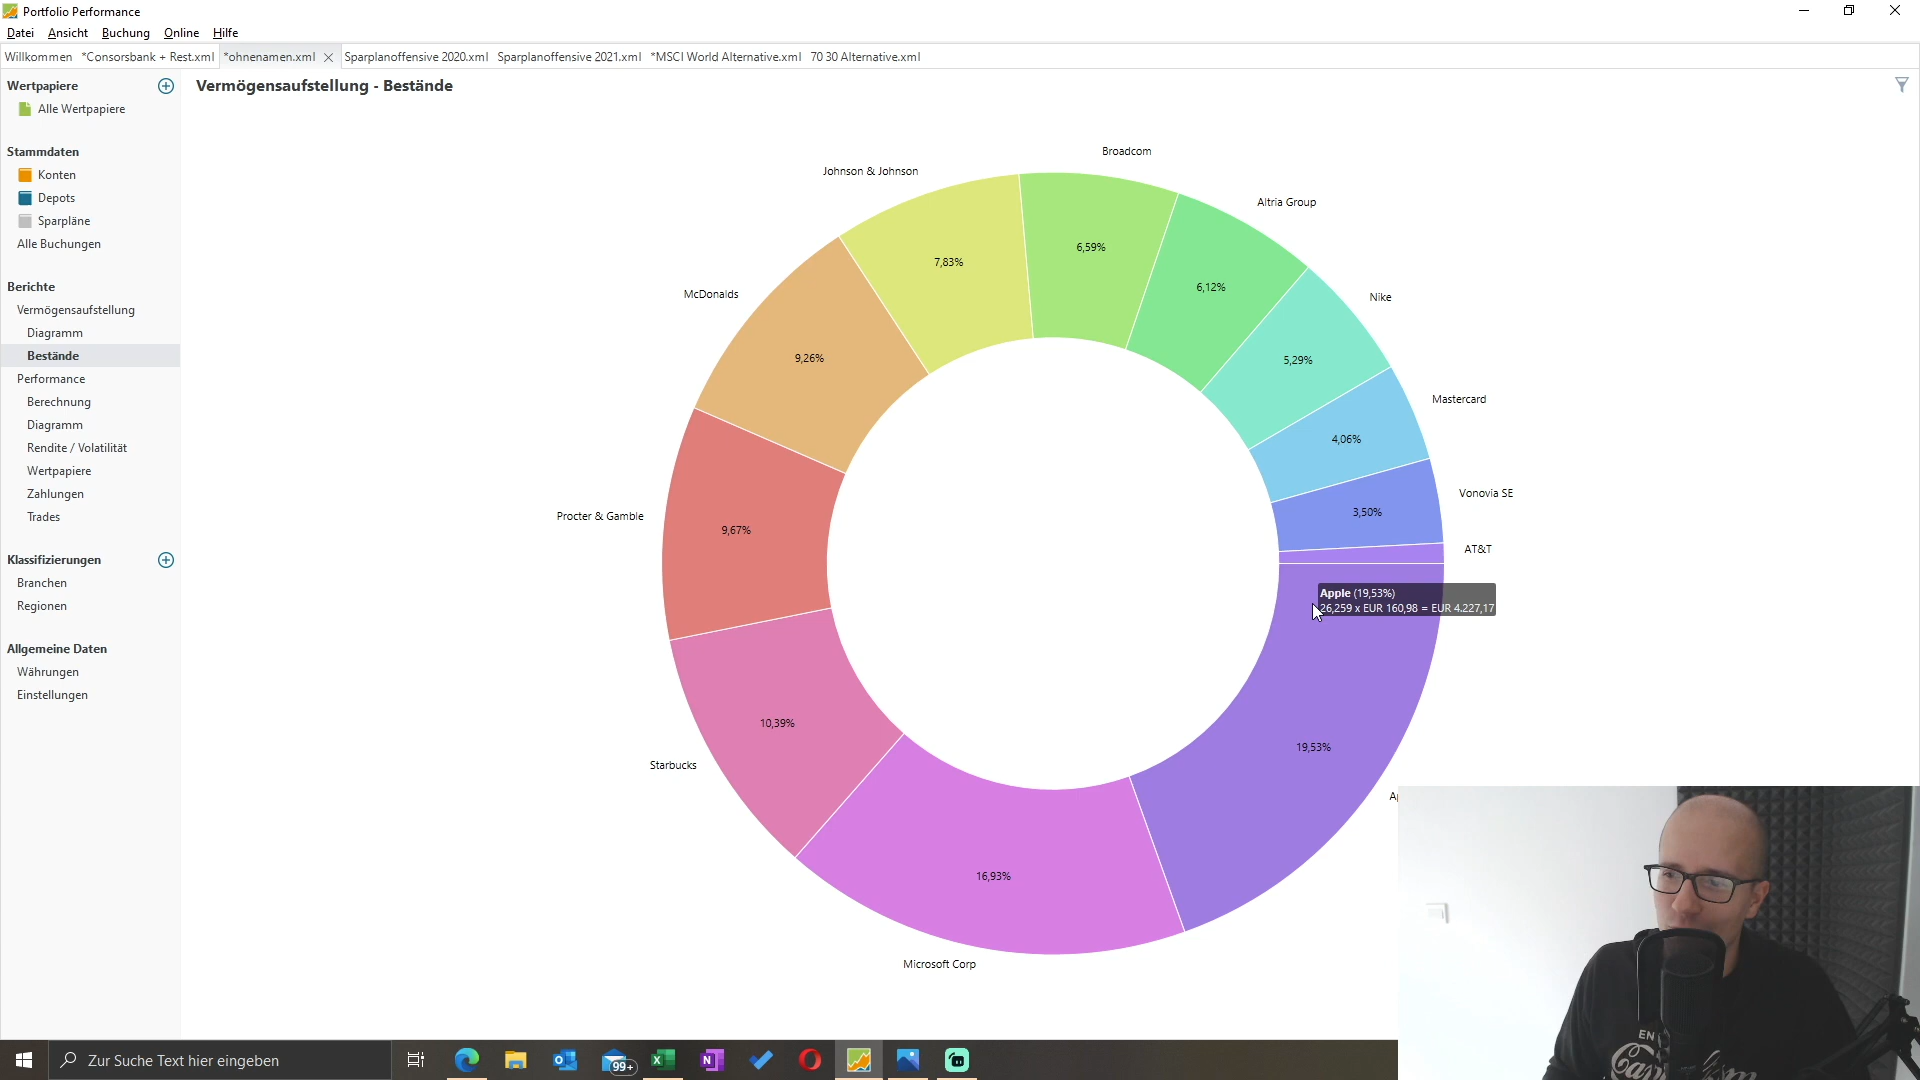 Portfolio Performance
Datei Ansicht Buchung Online Hilfe
Willkommen *Consorsbank + Rest.xml *ohnenamen.xml Sparplanoffensive 2020.xml Sparplanoffensive 2021.xml *MSCI World Alternative.xml 70 30 Alternative.xml
Wertpapiere
Alle Wertpapiere
Stammdaten
Konten
Depots
Sparpläne
Alle Buchungen
Berichte
Vermögensaufstellung
Diagramm
Bestände
Performance
Berechnung
Diagramm
Rendite / Volatilität
Wertpapiere
Zahlungen
Trades
Klassifizierungen
Branchen
Regionen
Allgemeine Daten
Währungen
Einstellungen
Vermögensaufstellung - Bestände
Broadcom
Johnson & Johnson
Altria Group
6,59%
7,83%
6,12%
McDonalds
Nike
9,26%
5,29%
Mastercard
4,06%
Vonovia SE
3,50%
Procter & Gamble
9,67%
AT&T
Apple (19,53%)
26,259 x EUR 160,98 = EUR 4.227,17
10,39%
19,53%
Starbucks
16,93%
Microsoft Corp
EN
Zur Suche Text hier eingeben
99+